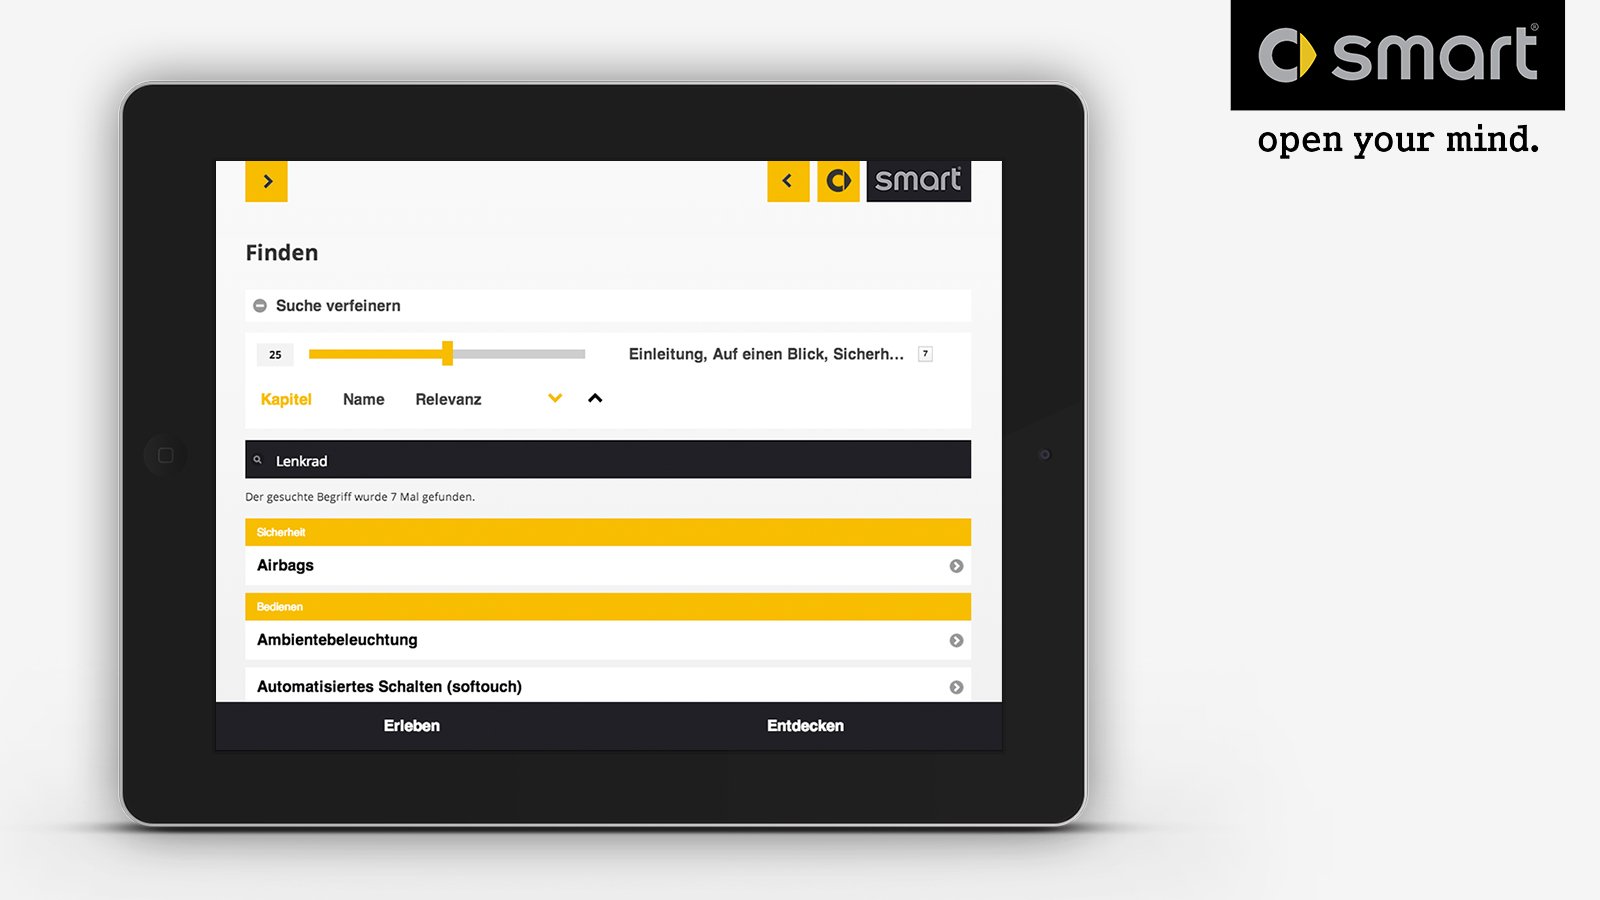 smart®
open your mind.
smart
Finden
Suche verfeinern
25
Einleitung, Auf einen Blick, Sicherh... 7
Kapitel Name Relevanz
Lenkrad
Der gesuchte Begriff wurde 7 Mal gefunden.
Sicherheit
Airbags
Bedienen
Ambientebeleuchtung
Automatisiertes Schalten (softouch)
Erleben Entdecken